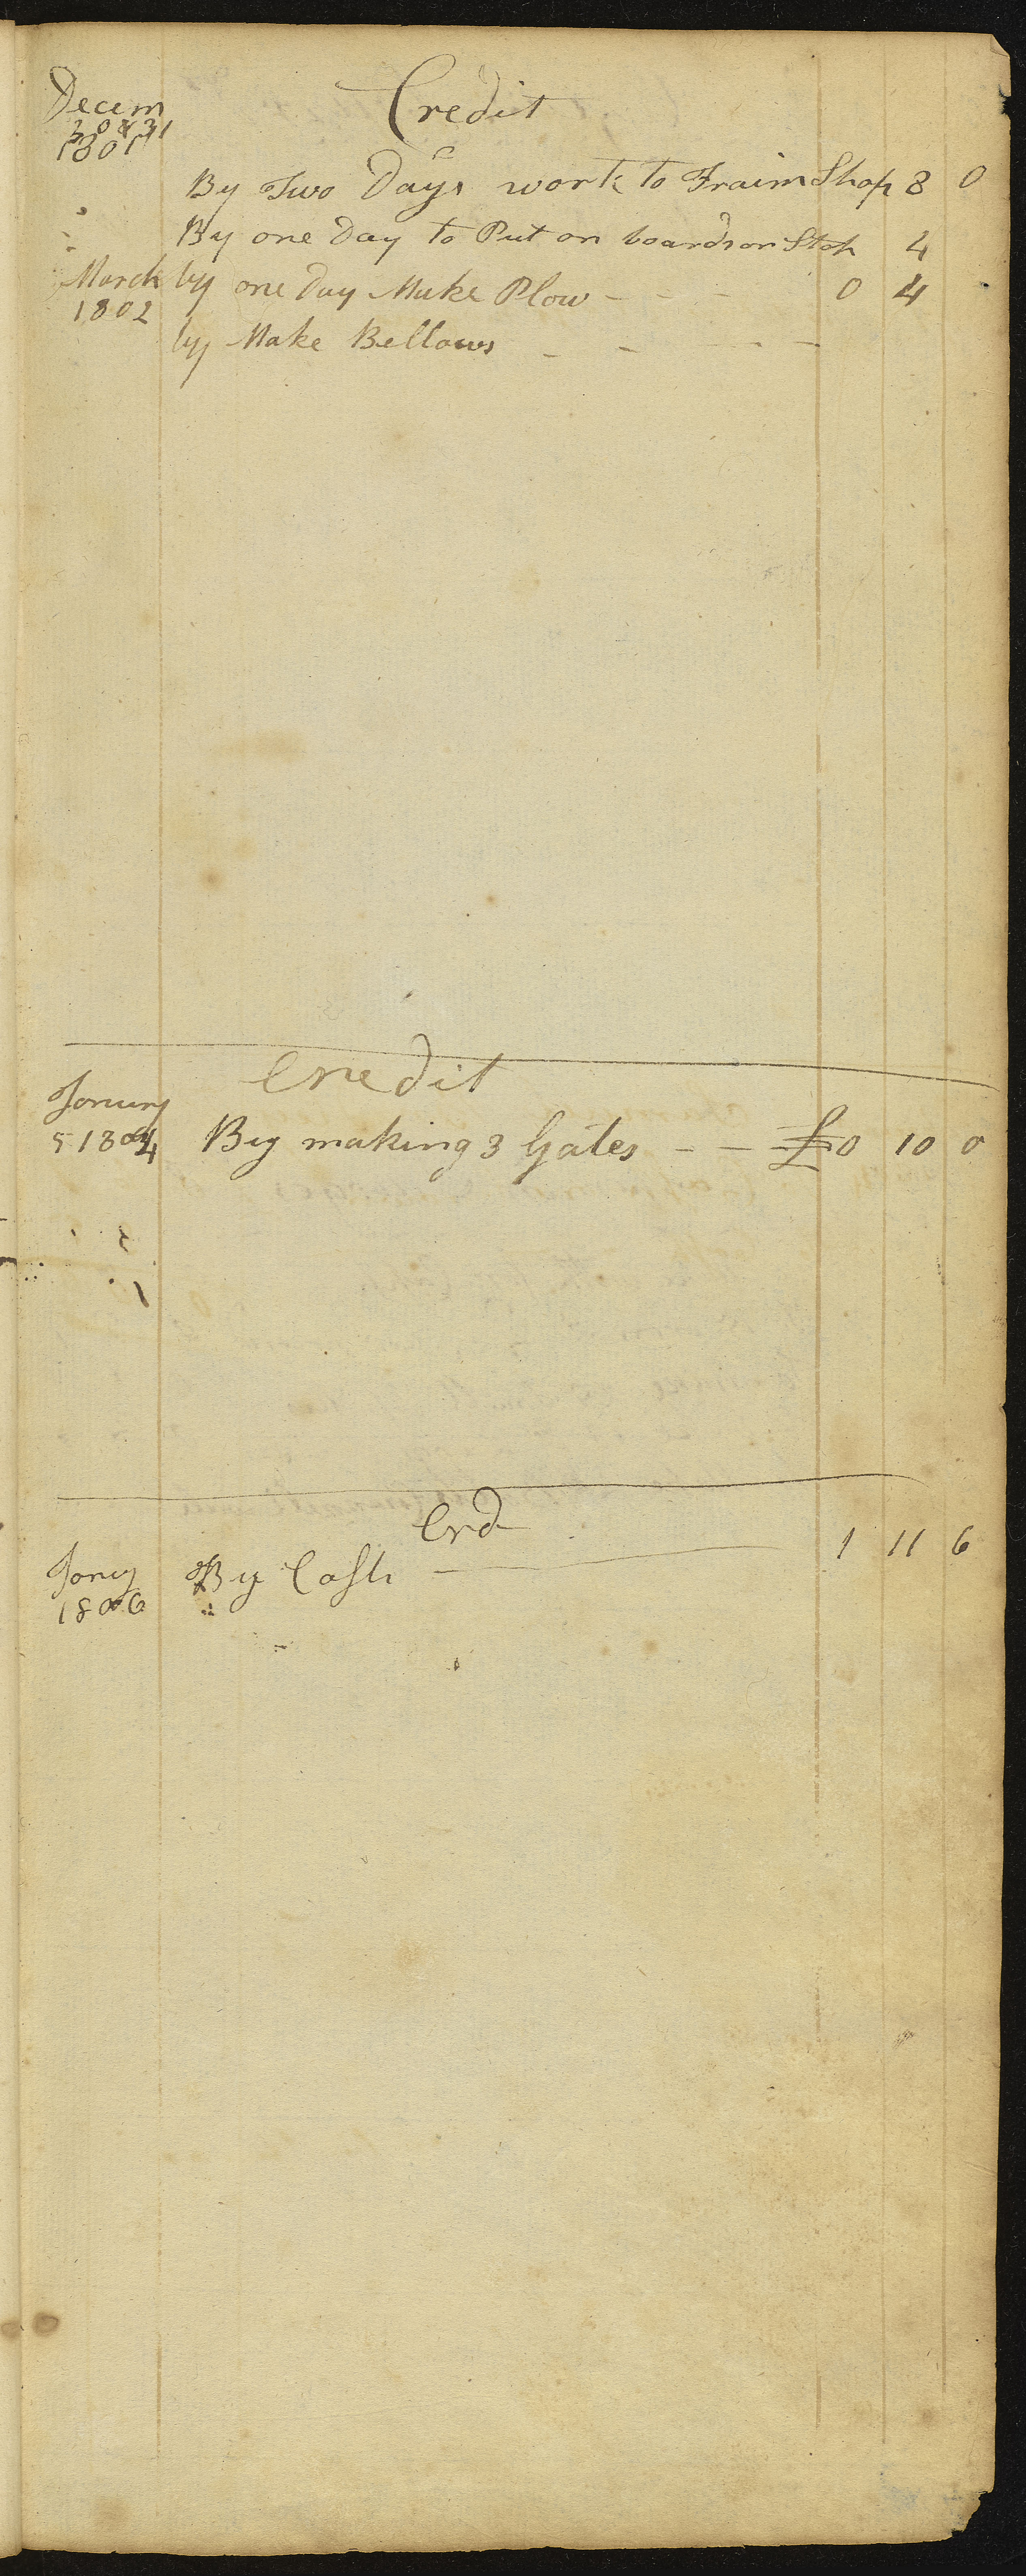 Credit
Decem
30 & 31
1801
By Two Days work to Fraim Shop 8 0
By one Day to Put on boards on Shop 4
March by one Day Make Plow - - - 0 4
1802
by Make Bellows - - - -
Credit
Janury
5 1804 By making 3 Gates - - £0 10 0
Crd
Janry By Cash - 1 11 6
1806